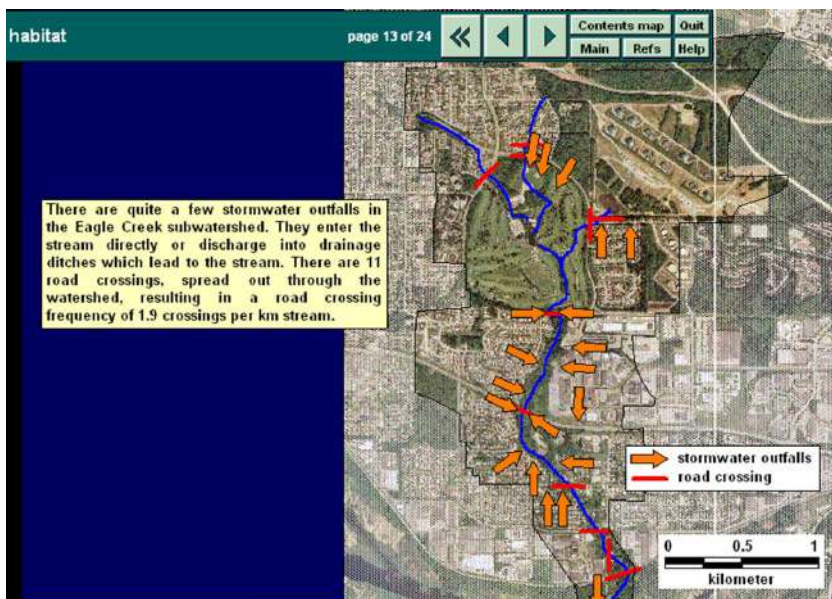 habitat
page 13 of 24
Contents map
Quit
Main
Refs
Help
There are quite a few stormwater outfalls in
the Eagle Creek subwatershed. They enter the
stream directly or discharge into drainage
ditches which lead to the stream. There are 11
road crossings, spread out through the
watershed, resulting in a road crossing
frequency of 1.9 crossings per km stream.
stormwater outfalls
road crossing
0 0.5 1
kilometer